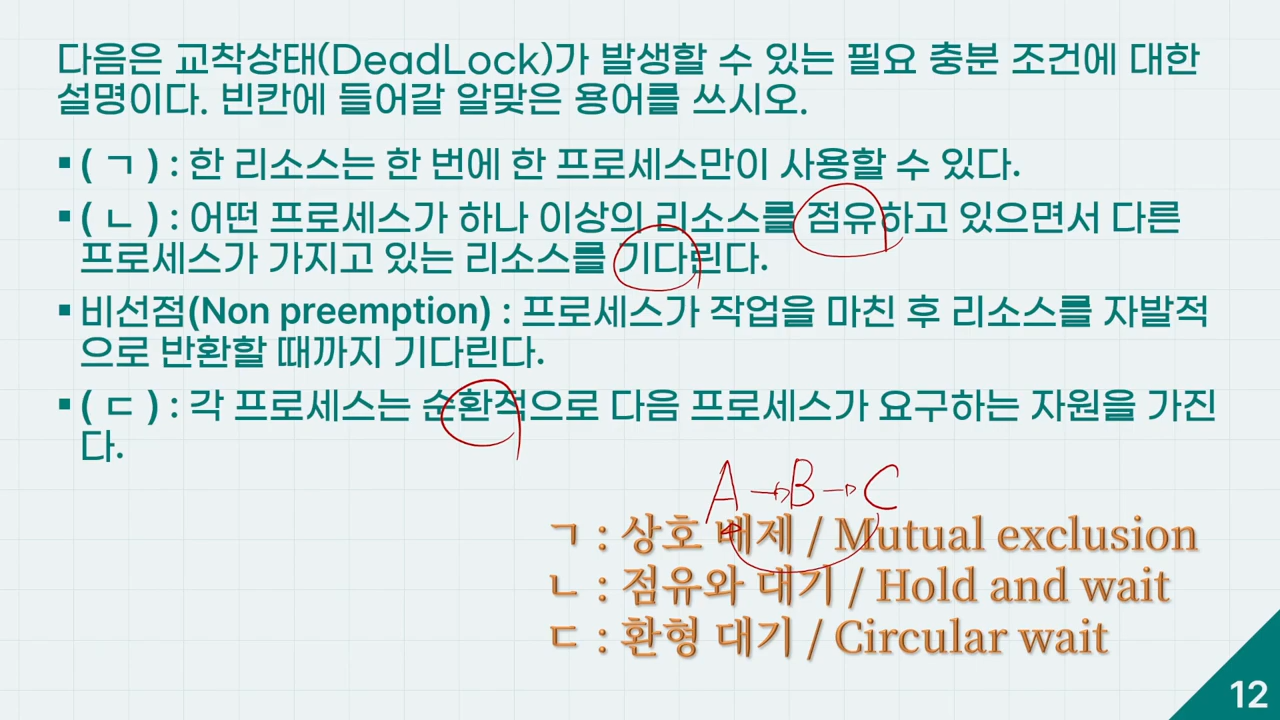 다음은 교착상태(DeadLock)가 발생할 수 있는 필요 충분 조건에 대한
설명이다. 빈칸에 들어갈 알맞은 용어를 쓰시오.
▪ ( ㄱ ) : 한 리소스는 한 번에 한 프로세스만이 사용할 수 있다.
▪ ( ㄴ ) : 어떤 프로세스가 하나 이상의 리소스를 점유하고 있으면서 다른
프로세스가 가지고 있는 리소스를 기다린다.
▪ 비선점(Non preemption) : 프로세스가 작업을 마친 후 리소스를 자발적
으로 반환할 때까지 기다린다.
▪ ( ㄷ ) : 각 프로세스는 순환적으로 다음 프로세스가 요구하는 자원을 가진
다.
A → B → C
ㄱ : 상호 배제 / Mutual exclusion
ㄴ : 점유와 대기 / Hold and wait
ㄷ : 환형 대기 / Circular wait
12